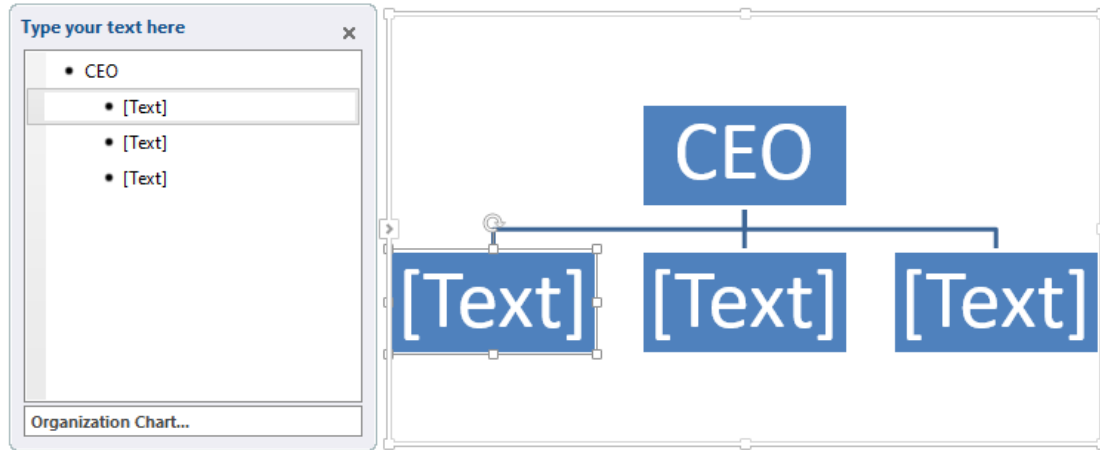 Type your text here
CEO
[Text]
[Text]
[Text]
Organization Chart...
CEO
[Text] [Text] [Text]